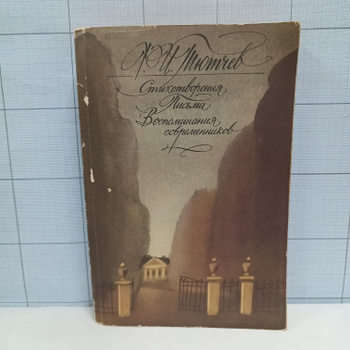 Ф. И. Тютчев
Стихотворения
Письма
Воспоминания
современников